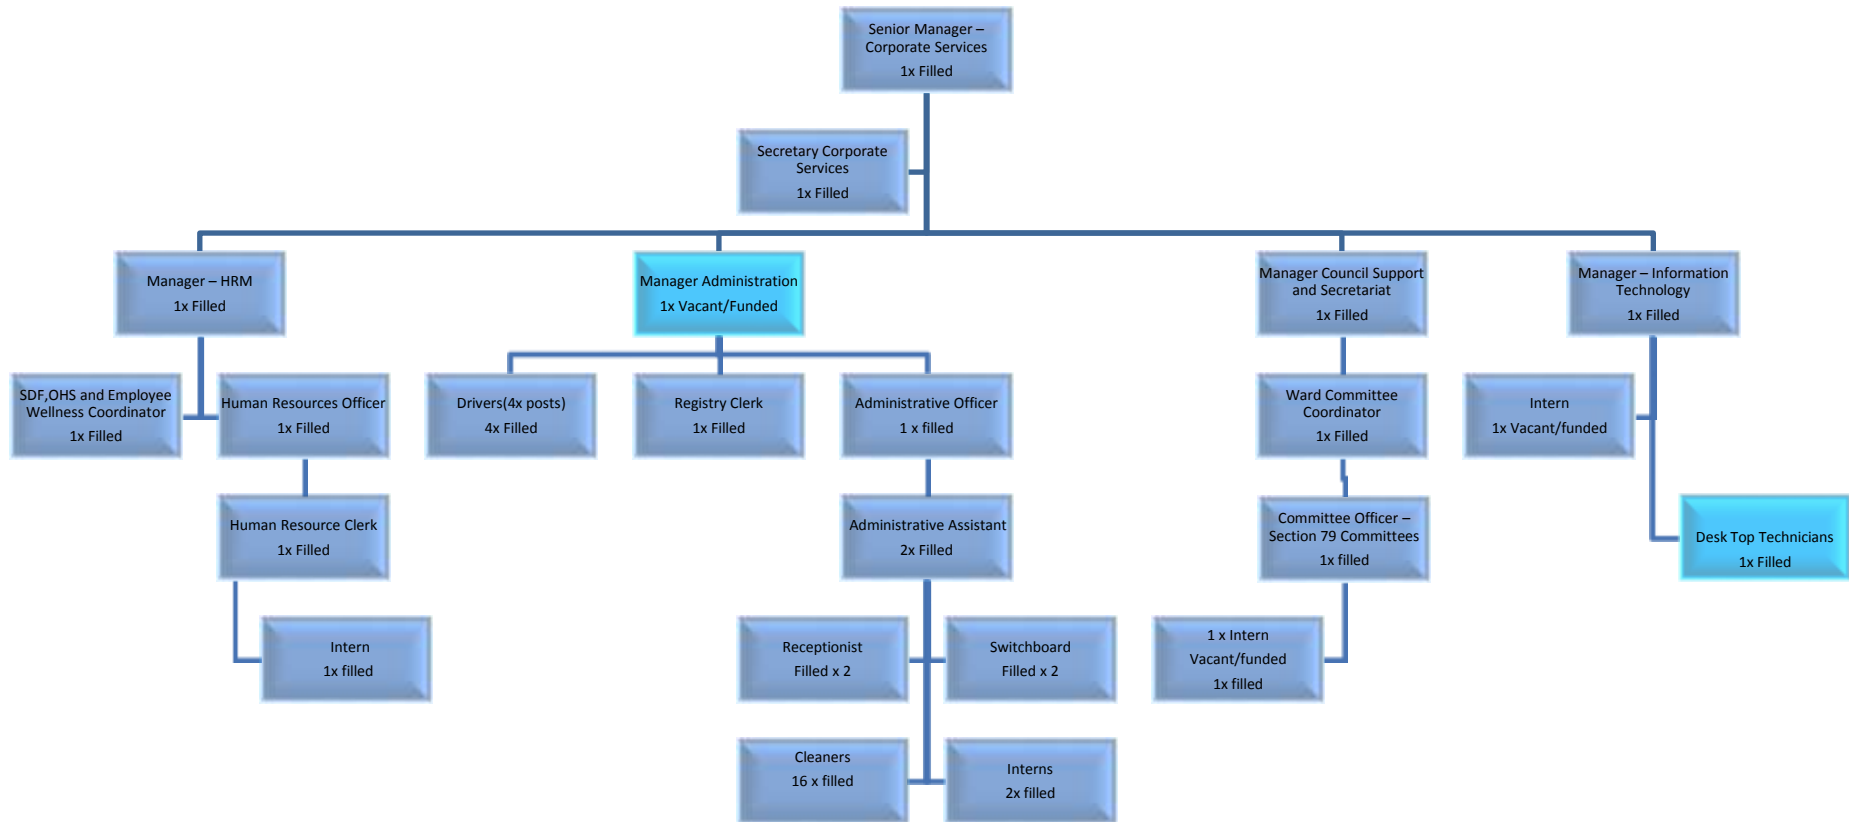 Senior Manager –
Corporate Services
1x Filled
Secretary Corporate
Services
1x Filled
Manager – HRM
1x Filled
Manager Administration
1x Vacant/Funded
Manager Council Support
and Secretariat
1x Filled
Manager – Information
Technology
1x Filled
SDF,OHS and Employee
Wellness Coordinator
1x Filled
Human Resources Officer
1x Filled
Drivers(4x posts)
4x Filled
Registry Clerk
1x Filled
Administrative Officer
1 x filled
Ward Committee
Coordinator
1x Filled
Intern
1x Vacant/funded
Human Resource Clerk
1x Filled
Administrative Assistant
2x Filled
Committee Officer –
Section 79 Committees
1x filled
Desk Top Technicians
1x Filled
Intern
1x filled
Receptionist
Filled x 2
Switchboard
Filled x 2
1 x Intern
Vacant/funded
1x filled
Cleaners
16 x filled
Interns
2x filled